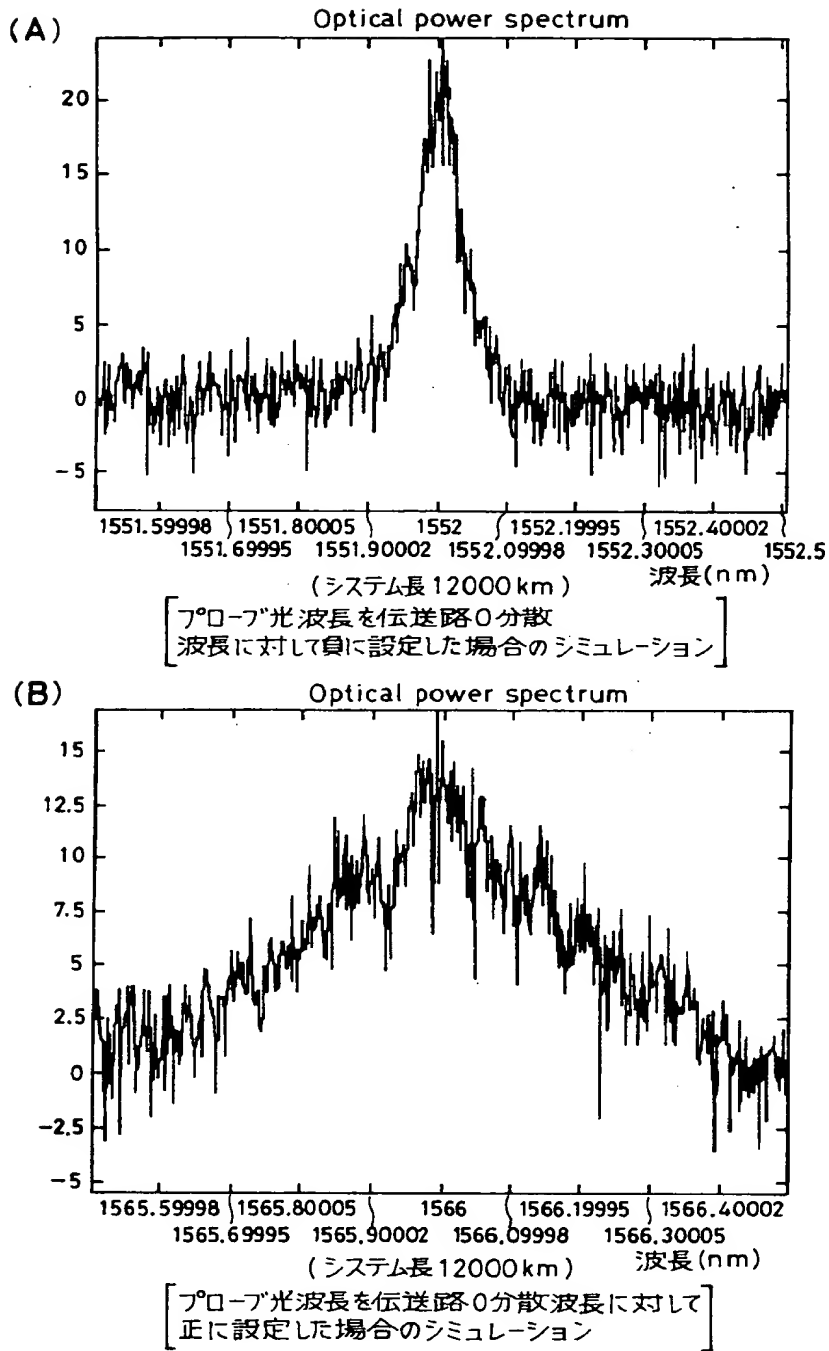 (A)
Optical power spectrum
20
15
10
5
0
-5
1551.59998 1551.80005 1552 1552.19995 1552.40002
1551.69995 1551.90002 1552.09998 1552.30005 1552.5
(システム長12000km) 波長(nm)
プローブ光波長を伝送路0分散
波長に対して負に設定した場合のシミュレーション
(B)
Optical power spectrum
15
12.5
10
7.5
5
2.5
0
-2.5
-5
1565.59998 1565.80005 1566 1566.19995 1566.40002
1565.69995 1565.90002 1566.09998 1566.30005
(システム長12000km) 波長(nm)
プローブ光波長を伝送路0分散波長に対して
正に設定した場合のシミュレーション